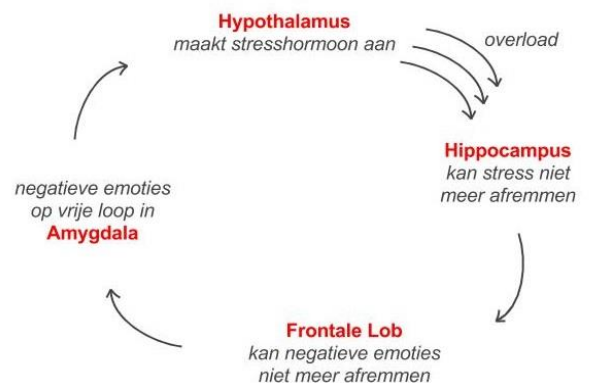 Hypothalamus
maakt stresshormoon aan
overload
Hippocampus
kan stress niet
meer afremmen
Frontale Lob
kan negatieve emoties
niet meer afremmen
negatieve emoties
op vrije loop in
Amygdala